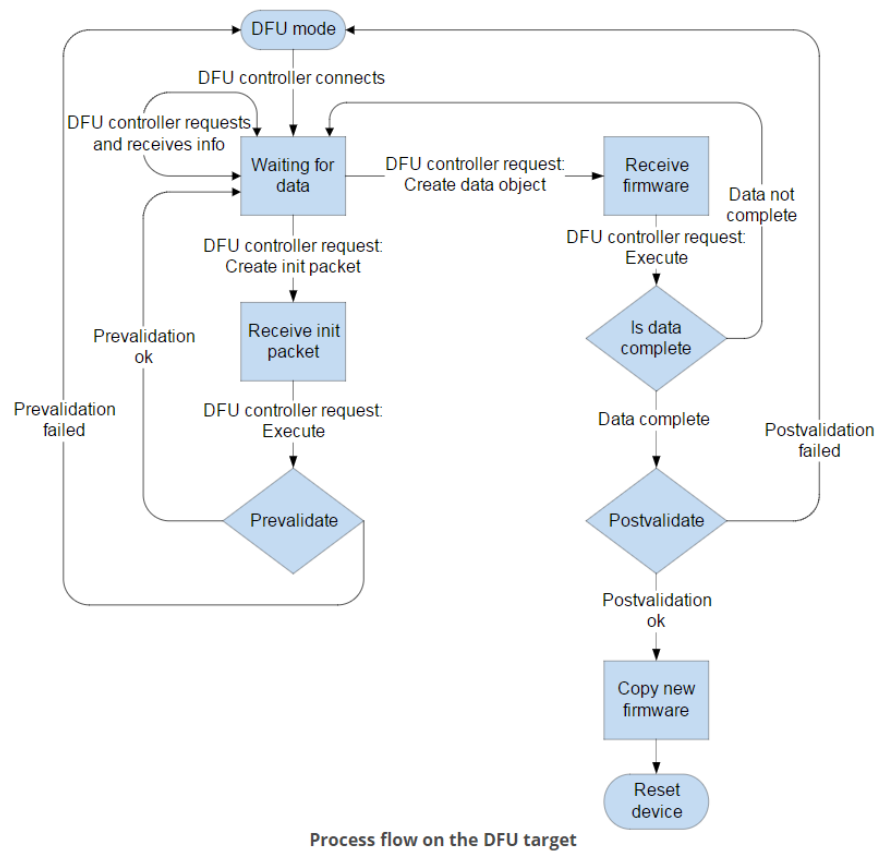 DFU mode
DFU controller connects
DFU controller requests
and receives info
Waiting for
data
DFU controller request:
Create data object
Receive
firmware
Data not
complete
DFU controller request:
Create init packet
DFU controller request:
Execute
Receive init
packet
Is data
complete
Prevalidation
ok
Prevalidation
failed
DFU controller request:
Execute
Data complete
Postvalidation
failed
Prevalidate
Postvalidate
Postvalidation
ok
Copy new
firmware
Reset
device
Process flow on the DFU target